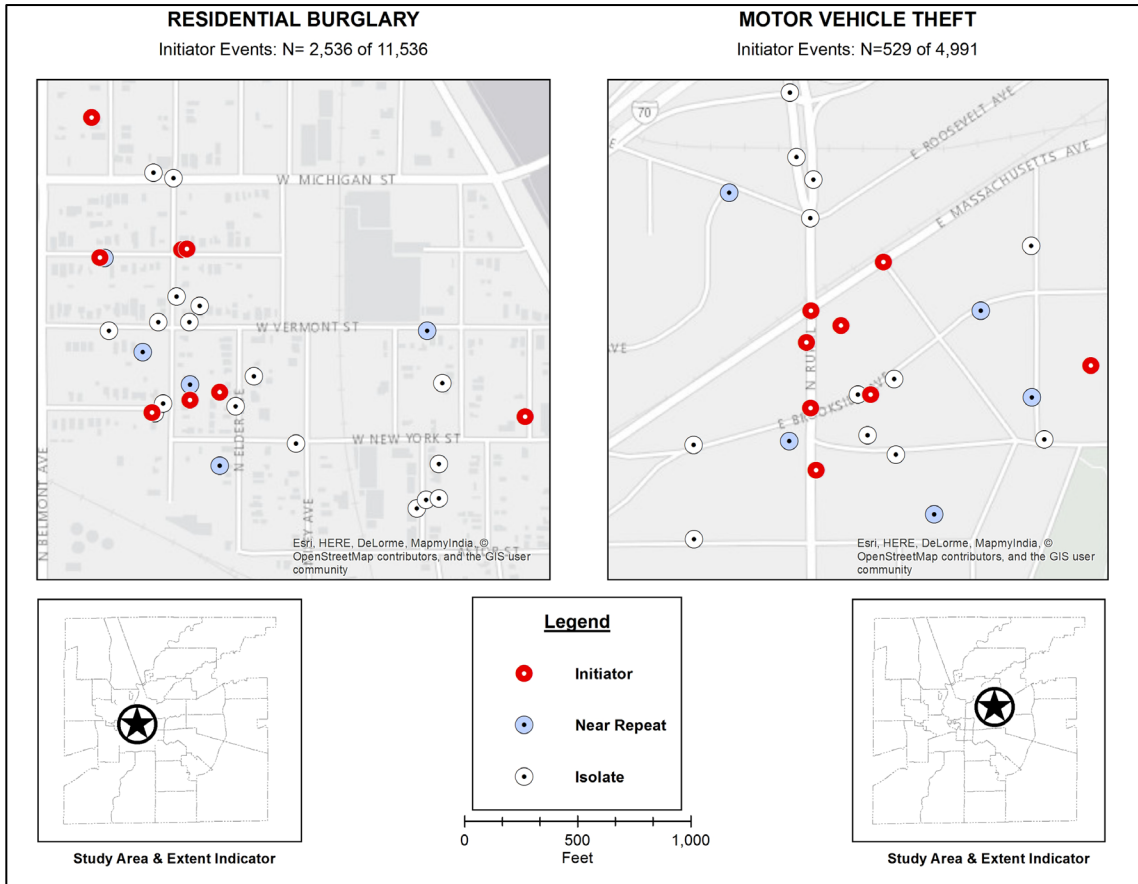 RESIDENTIAL BURGLARY
Initiator Events: N= 2,536 of 11,536
MOTOR VEHICLE THEFT
Initiator Events: N=529 of 4,991
W MICHIGAN ST
W VERMONT ST
W NEW YORK ST
N ELDER
N BELMONT AVE
AVE
ASTOR ST
Esri, HERE, DeLorme, MapmyIndia, ©
OpenStreetMap contributors, and the GIS user
community
70
E ROOSEVELT AVE
E MASSACHUSETTS AVE
AVE
N RURAL
E BROOKSI
Esri, HERE, DeLorme, MapmyIndia, ©
OpenStreetMap contributors, and the GIS user
community
Study Area & Extent Indicator
Legend
Initiator
Near Repeat
Isolate
0 500 1,000
Feet
Study Area & Extent Indicator